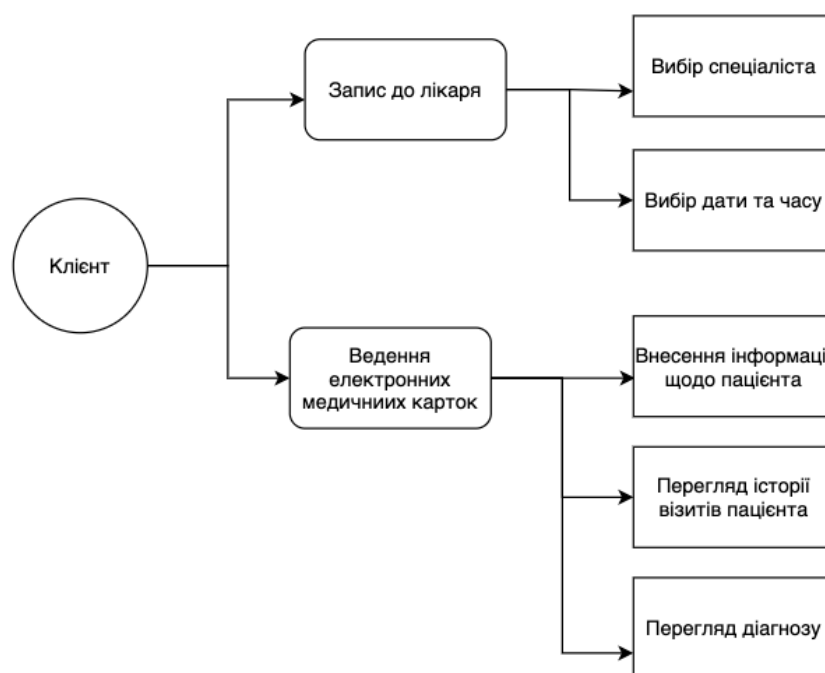 Запис до лікаря
Вибір спеціаліста
Вибір дати та часу
Клієнт
Ведення
електронних
медичниих карток
Внесення інформаці
щодо пацієнта
Перегляд історії
візитів пацієнта
Перегляд діагнозу